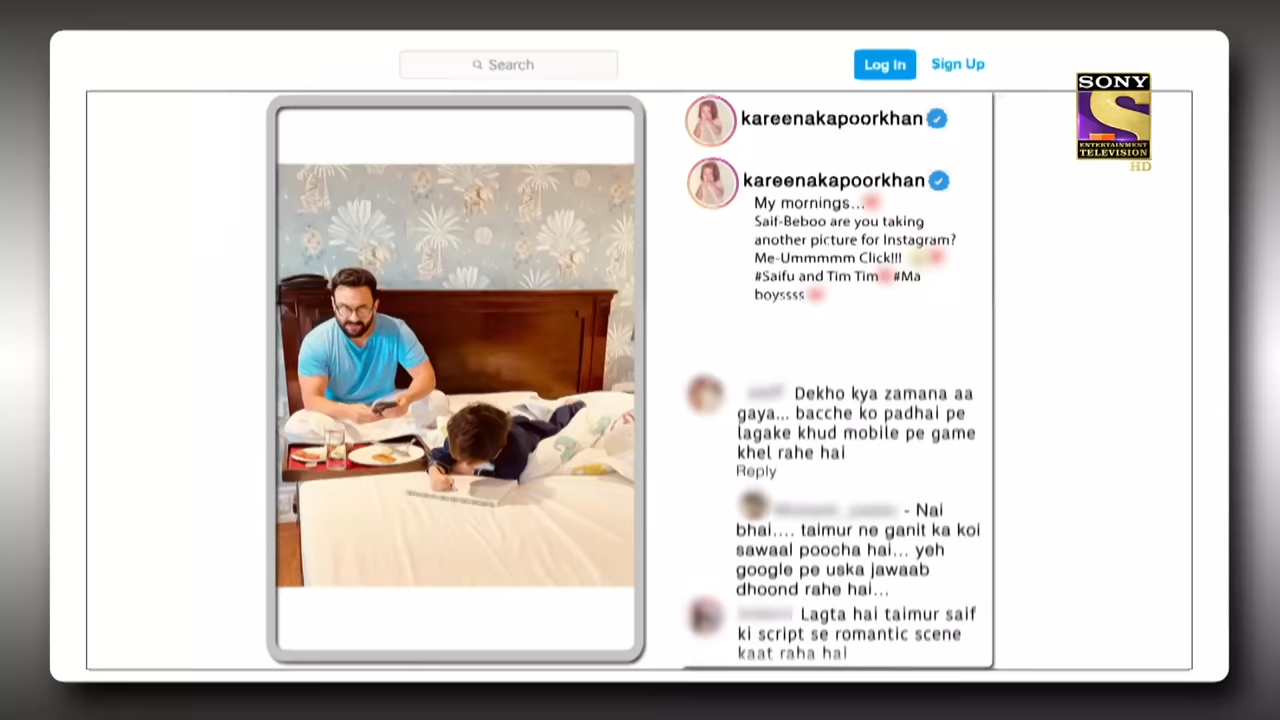 Search
Log In
Sign Up
SONY
ENTERTAINMENT
TELEVISION
HD
kareenakapoorkhan
kareenakapoorkhan
My mornings...
Saif-Beboo are you taking
another picture for Instagram?
Me-Ummmmm Click!!!
#Saifu and Tim Tim #Ma
boyssss
Dekho kya zamana aa
gaya... bacche ko padhai pe
lagake khud mobile pe game
khel rahe hai
Reply
- Nai
bhai.... taimur ne ganit ka koi
sawaal poocha hai... yeh
google pe uska jawaab
dhoond rahe hai...
Lagta hai taimur saif
ki script se romantic scene
kaat raha hai